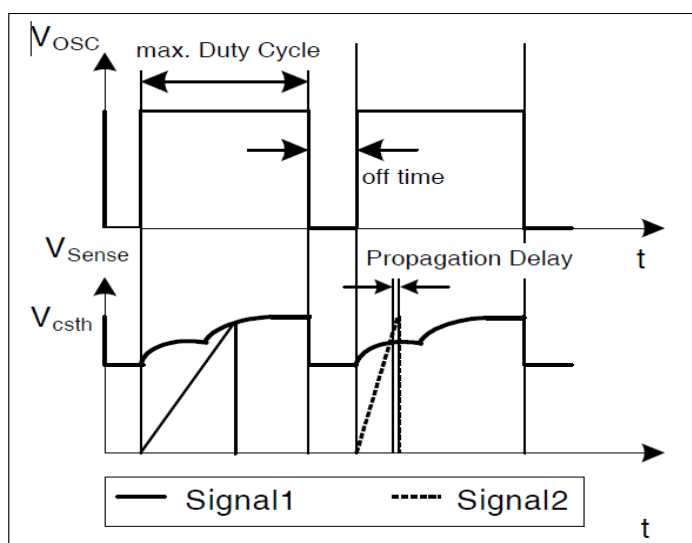 VOSC
max. Duty Cycle
off time
t
VSense
Propagation Delay
Vcsth
Signal1 Signal2
t